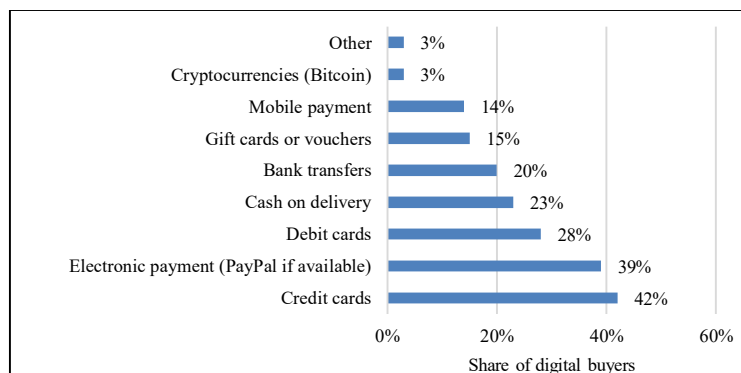 Other 3%
Cryptocurrencies (Bitcoin) 3%
Mobile payment 14%
Gift cards or vouchers 15%
Bank transfers 20%
Cash on delivery 23%
Debit cards 28%
Electronic payment (PayPal if available) 39%
Credit cards 42%
0% 20% 40% 60%
Share of digital buyers